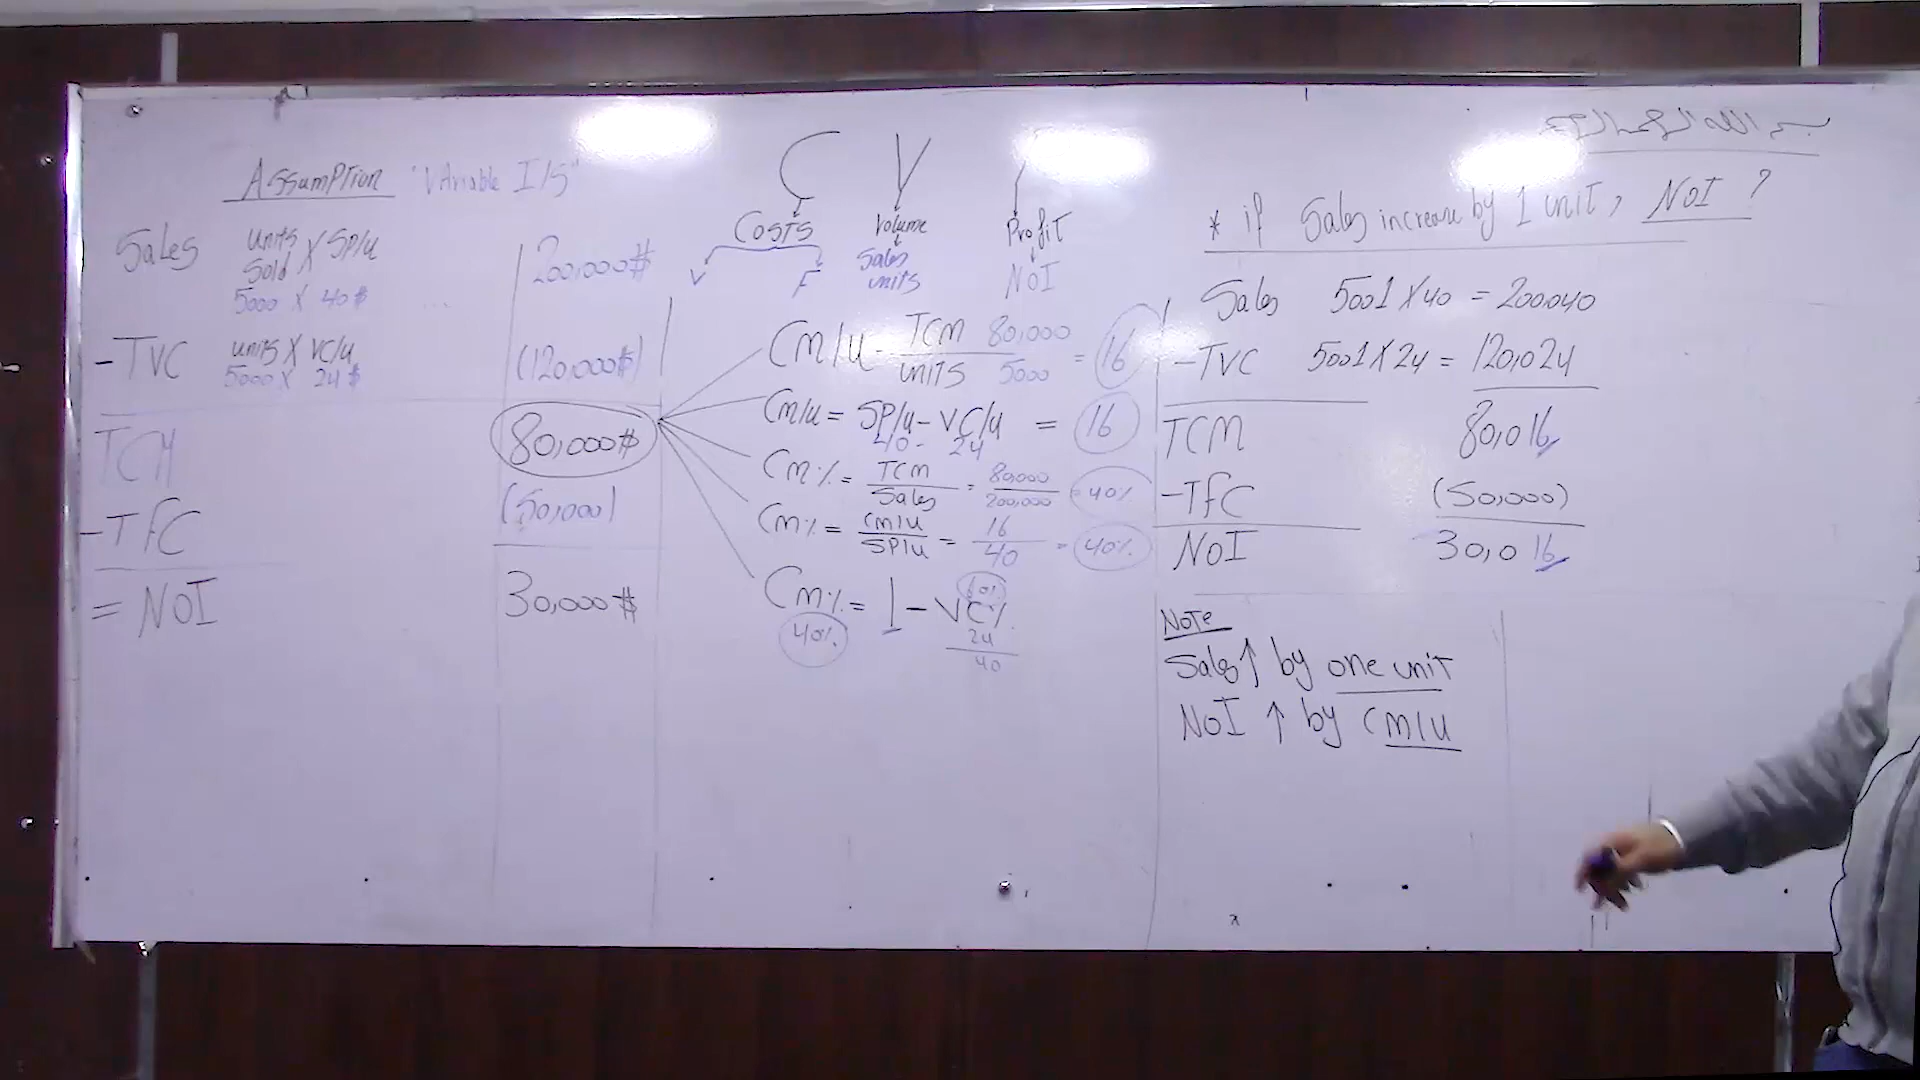 Assumption "Variable I/S"
Sales units sold X SP/u 200,000$
5000 X 40$
-TVC units X VC/u (120,000$)
5000 X 24$
TCM 80,000$
-TFC (50,000)
= NOI 30,000$
C V
Costs Volume Profit
V F Sales units NOI
Cm/u = TCM / units 80,000 / 5000 = 16
Cm/u = SP/u - VC/u = 16
40 - 24
Cm% = TCM / Sales = 80,000 / 200,000 = 40%
Cm% = Cm/u / SP/u = 16 / 40 = 40%
Cm% = 1 - VC%
40% 60% 24 / 40
* if Sales increase by 1 unit, NOI ?
Sales 5001 X 40 = 200,040
-TVC 5001 X 24 = 120,024
TCM 80,016
-TFC (50,000)
NOI 30,016
Note
Sales ↑ by one unit
NOI ↑ by Cm/u